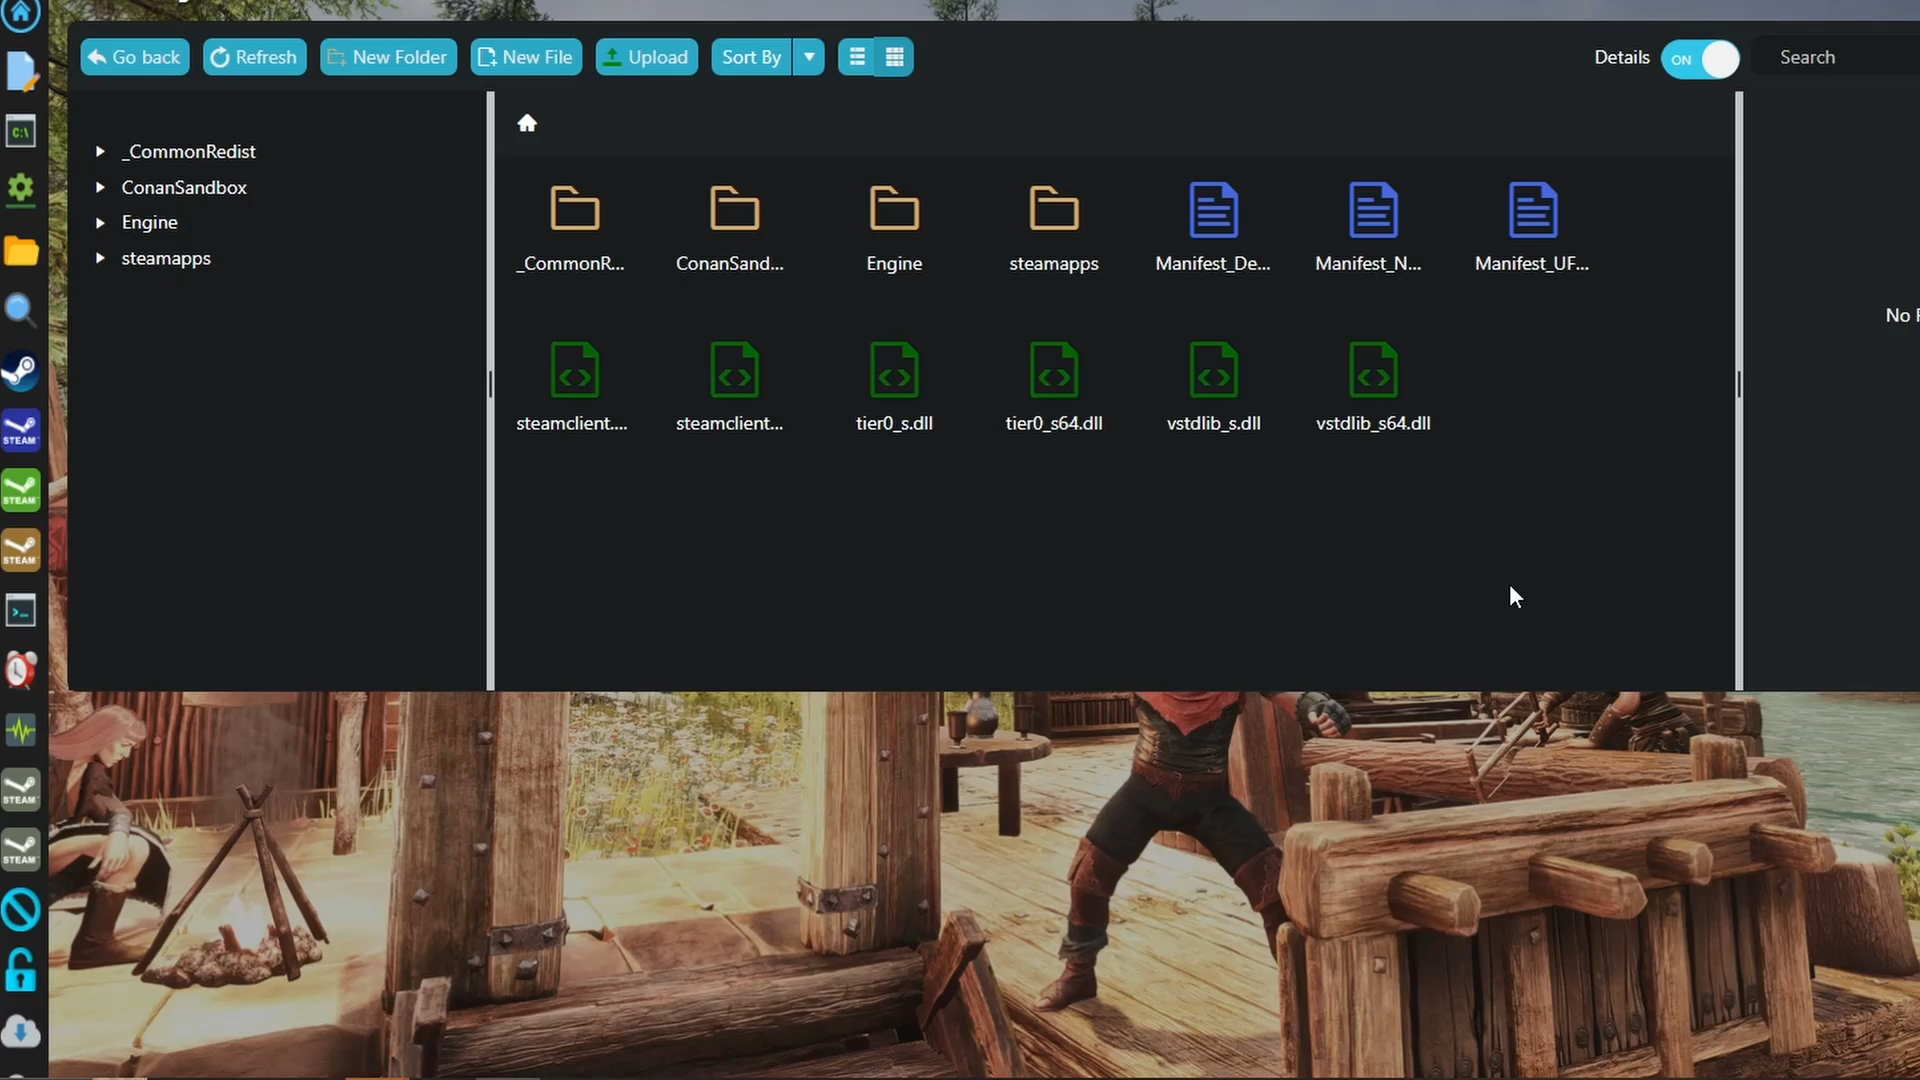 Go back
Refresh
New Folder
New File
Upload
Sort By
Details
ON
Search
C:\
_CommonRedist
ConanSandbox
Engine
steamapps
_CommonR...
ConanSand...
Engine
steamapps
Manifest_De...
Manifest_N...
Manifest_UF...
No
steamclient....
steamclient...
tier0_s.dll
tier0_s64.dll
vstdlib_s.dll
vstdlib_s64.dll
STEAM
STEAM
STEAM
STEAM
STEAM